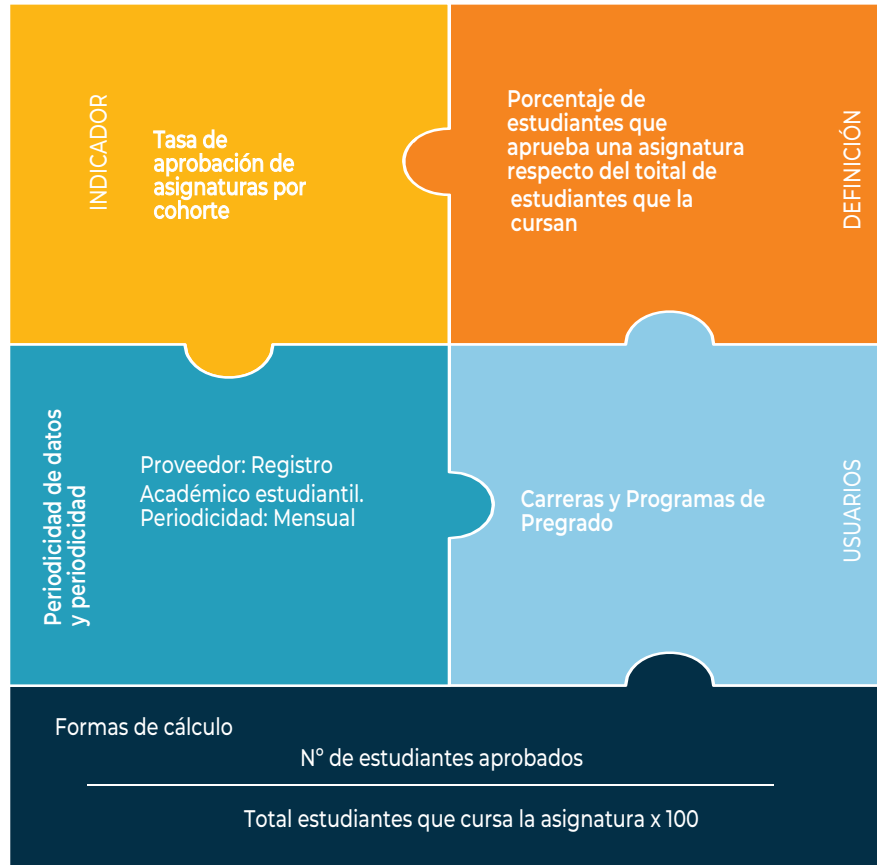 INDICADOR
Tasa de
aprobación de
asignaturas por
cohorte
Porcentaje de
estudiantes que
aprueba una asignatura
respecto del toital de
estudiantes que la
cursan
DEFINICIÓN
Periodicidad de datos
y periodicidad
Proveedor: Registro
Académico estudiantil.
Periodicidad: Mensual
Carreras y Programas de
Pregrado
USUARIOS
Formas de cálculo
N° de estudiantes aprobados
Total estudiantes que cursa la asignatura x 100